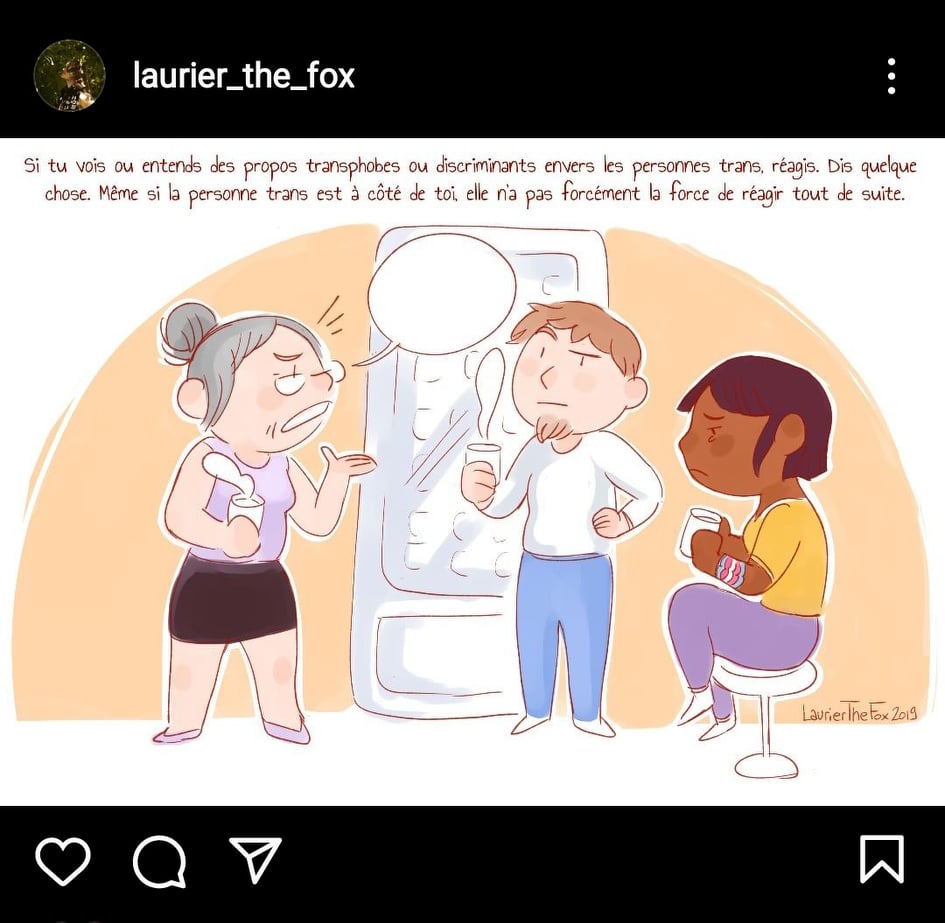 laurier_the_fox
Si tu vois ou entends des propos transphobes ou discriminants envers les personnes trans, réagis. Dis quelque
chose. Même si la personne trans est à côté de toi, elle n'a pas forcément la force de réagir tout de suite.
LaurierTheFox 2019